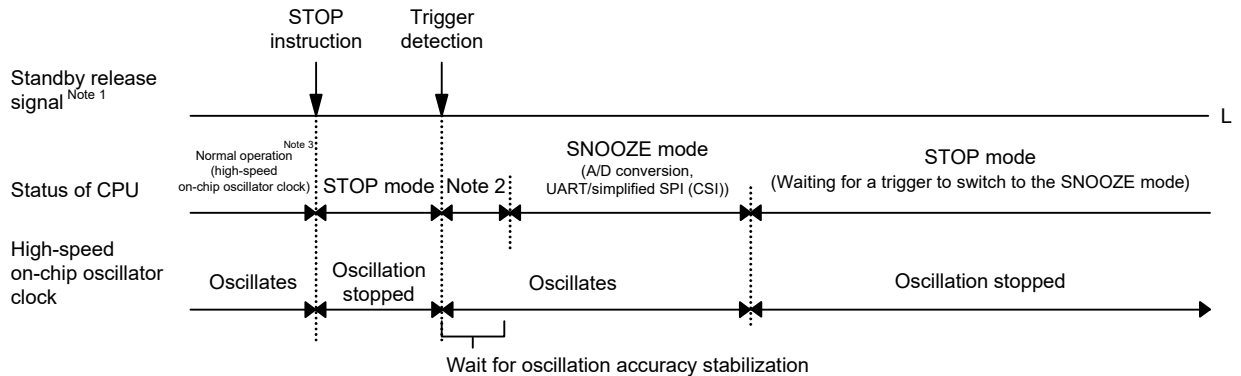 STOP
instruction
Trigger
detection
Standby release
signal Note 1
L
Status of CPU
Normal operation Note 3
(high-speed
on-chip oscillator clock)
STOP mode
Note 2
SNOOZE mode
(A/D conversion,
UART/simplified SPI (CSI))
STOP mode
(Waiting for a trigger to switch to the SNOOZE mode)
High-speed
on-chip oscillator
clock
Oscillates
Oscillation
stopped
Oscillates
Oscillation stopped
Wait for oscillation accuracy stabilization